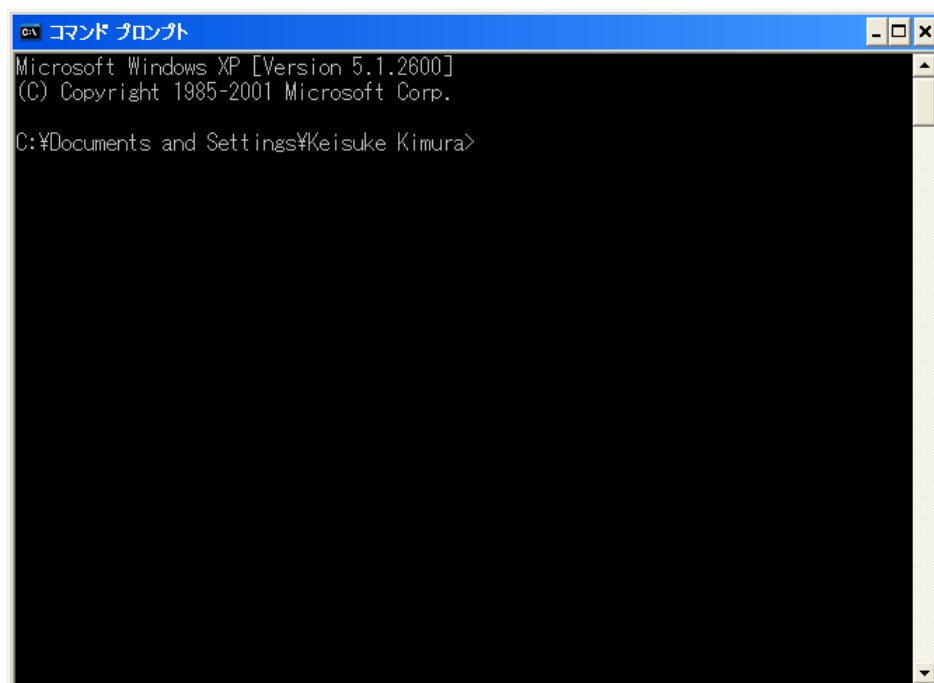 コマンド プロンプト
Microsoft Windows XP [Version 5.1.2600]
(C) Copyright 1985-2001 Microsoft Corp.
C:¥Documents and Settings¥Keisuke Kimura>